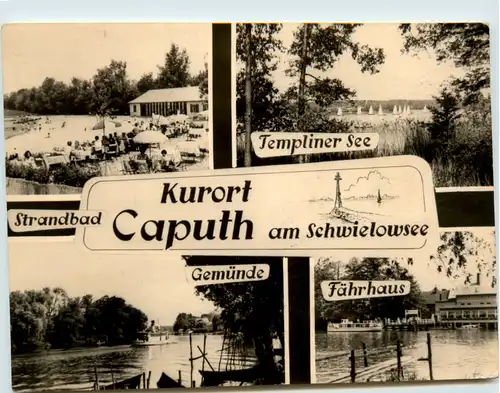 Templiner See
Kurort
Caputh am Schwielowsee
Strandbad
Gemünde
Fährhaus